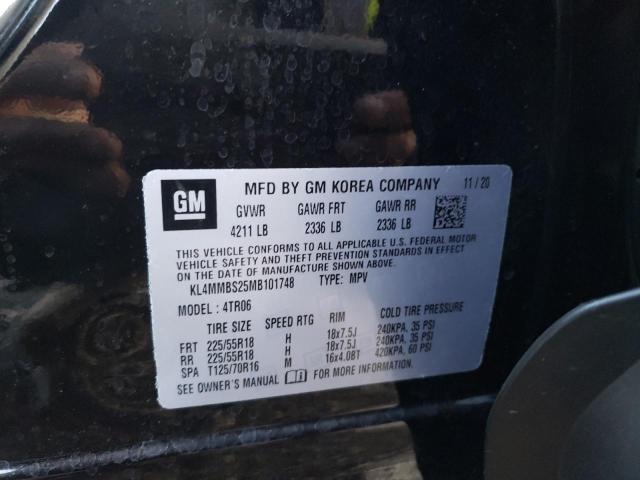 GM MFD BY GM KOREA COMPANY 11/20
GVWR GAWR FRT GAWR RR
4211 LB 2336 LB 2336 LB
THIS VEHICLE CONFORMS TO ALL APPLICABLE U.S. FEDERAL MOTOR
VEHICLE SAFETY AND THEFT PREVENTION STANDARDS IN EFFECT
ON THE DATE OF MANUFACTURE SHOWN ABOVE.
KL4MMBS25MB101748 TYPE: MPV
MODEL: 4TR06
TIRE SIZE SPEED RTG RIM COLD TIRE PRESSURE
FRT 225/55R18 H 18x7.5J 240KPA, 35 PSI
RR 225/55R18 H 18x7.5J 240KPA, 35 PSI
SPA T125/70R16 M 16x4.0BT 420KPA, 60 PSI
SEE OWNER'S MANUAL FOR MORE INFORMATION.